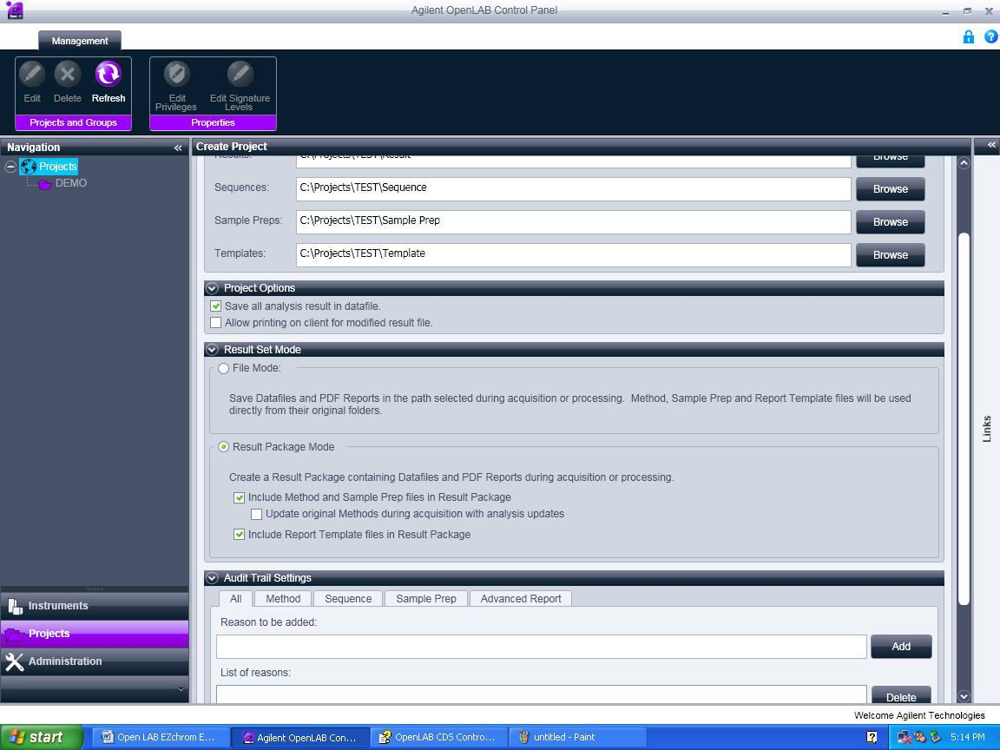 Agilent OpenLAB Control Panel
Management
Edit
Delete
Refresh
Edit Privileges
Edit Signature Levels
Projects and Groups
Properties
Navigation
Projects
DEMO
Instruments
Projects
Administration
Create Project
Results: C:\Projects\TEST\Result Browse
Sequences: C:\Projects\TEST\Sequence Browse
Sample Preps: C:\Projects\TEST\Sample Prep Browse
Templates: C:\Projects\TEST\Template Browse
Project Options
Save all analysis result in datafile.
Allow printing on client for modified result file.
Result Set Mode
File Mode:
Save Datafiles and PDF Reports in the path selected during acquisition or processing. Method, Sample Prep and Report Template files will be used
directly from their original folders.
Result Package Mode
Create a Result Package containing Datafiles and PDF Reports during acquisition or processing.
Include Method and Sample Prep files in Result Package
Update original Methods during acquisition with analysis updates
Include Report Template files in Result Package
Audit Trail Settings
All Method Sequence Sample Prep Advanced Report
Reason to be added:
Add
List of reasons:
Delete
Links
Welcome Agilent Technologies
start
Open LAB EZchrom E...
Agilent OpenLAB Con...
OpenLAB CDS Contro...
untitled - Paint
5:14 PM